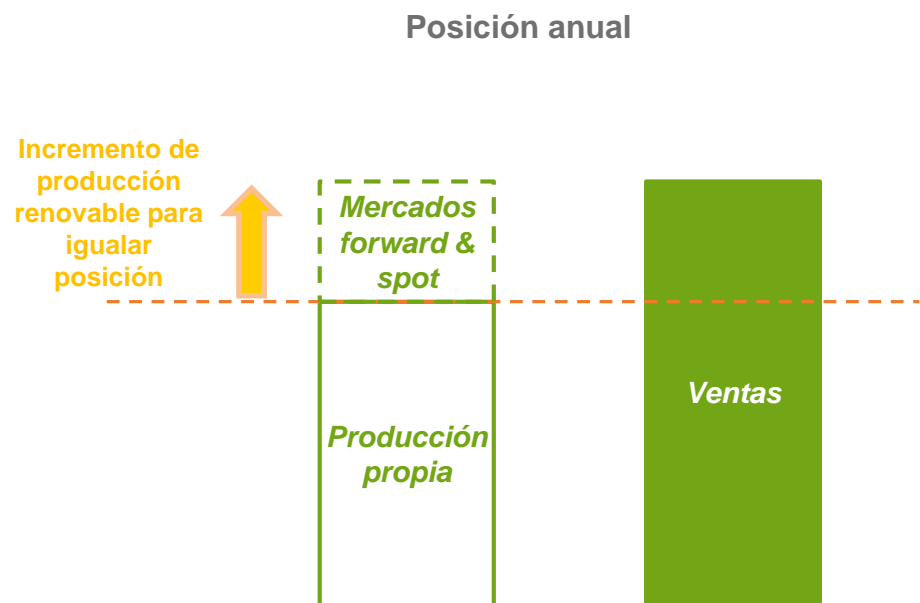 Posición anual
Incremento de
producción
renovable para
igualar
posición
Mercados
forward &
spot
Producción
propia
Ventas